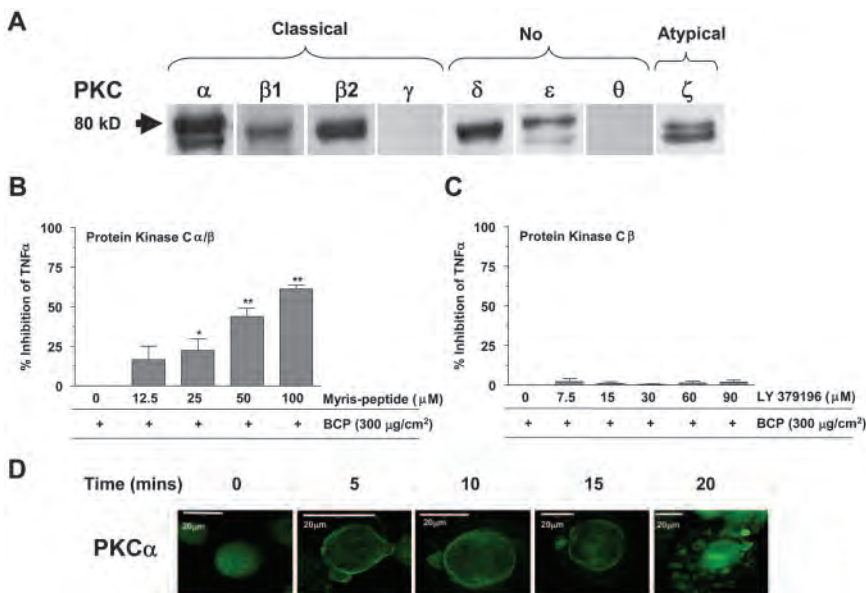 A
Classical No Atypical
PKC α β1 β2 γ δ ε θ ζ
80 kD
B
100
75
50
25
0
% Inhibition of TNFα
Protein Kinase C α/β
* ** **
0 12.5 25 50 100 Myris-peptide (μM)
+ + + + + BCP (300 μg/cm²)
C
100
75
50
25
0
% Inhibition of TNFα
Protein Kinase C β
0 7.5 15 30 60 90 LY 379196 (μM)
+ + + + + + BCP (300 μg/cm²)
D
Time (mins) 0 5 10 15 20
PKCα
20μm 20μm 20μm 20μm 20μm